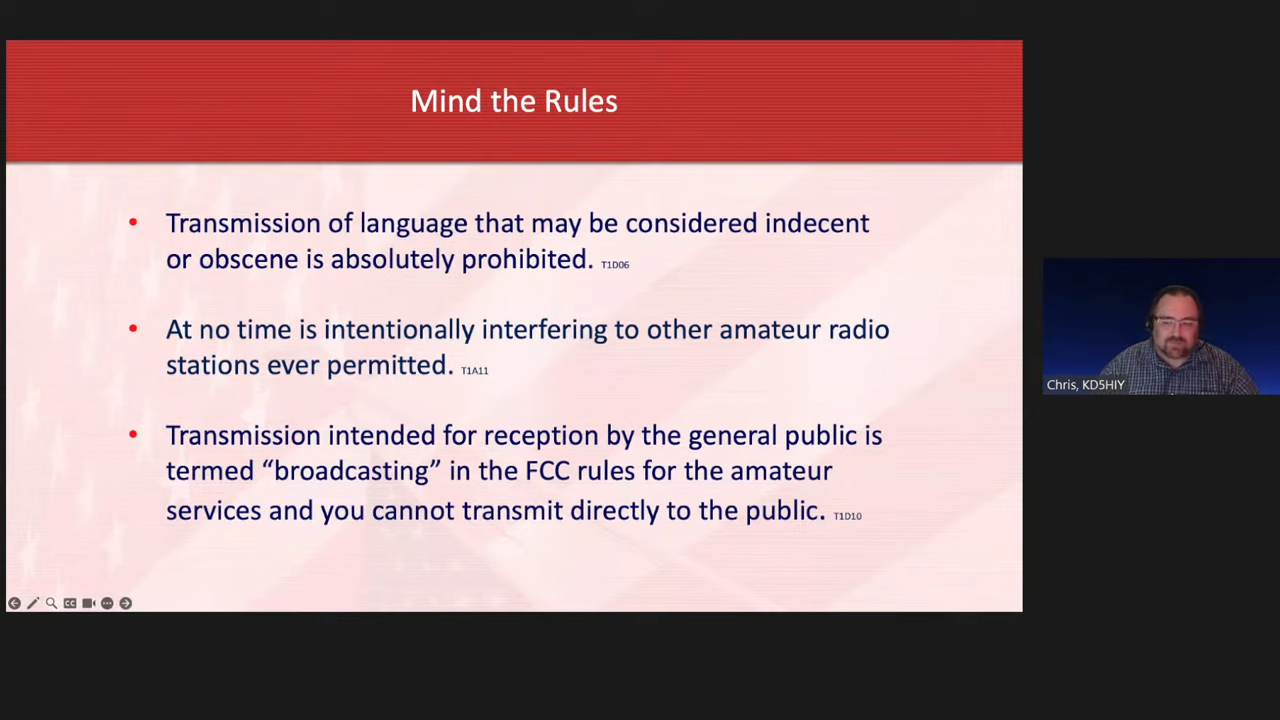 Mind the Rules
• Transmission of language that may be considered indecent
or obscene is absolutely prohibited. T1D06
• At no time is intentionally interfering to other amateur radio
stations ever permitted. T1A11
• Transmission intended for reception by the general public is
termed “broadcasting” in the FCC rules for the amateur
services and you cannot transmit directly to the public. T1D10
Chris, KD5HIY
CC